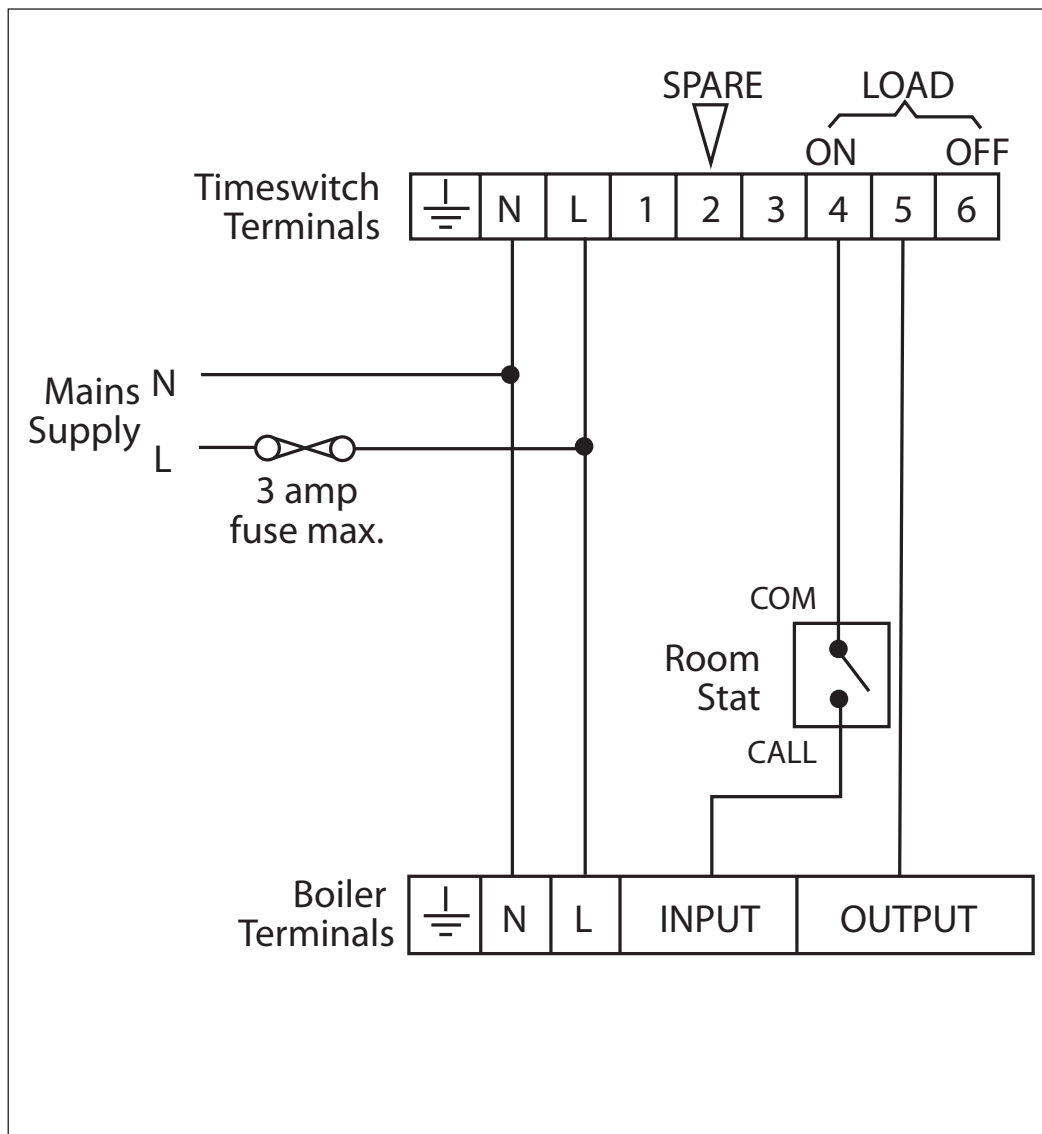 SPARE LOAD
ON OFF
Timeswitch
Terminals
N L 1 2 3 4 5 6
Mains
Supply
N
L
3 amp
fuse max.
COM
Room
Stat
CALL
Boiler
Terminals
N L INPUT OUTPUT